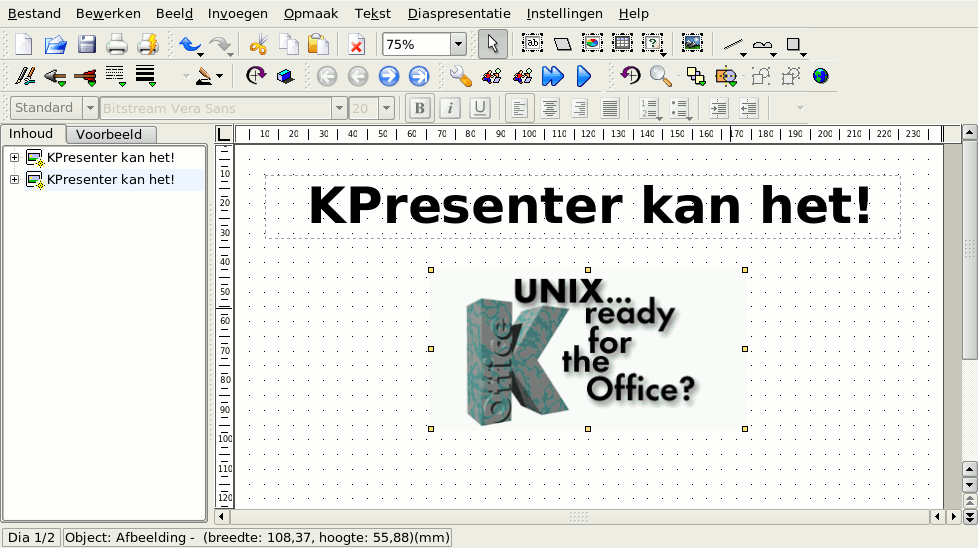 Bestand Bewerken Beeld Invoegen Opmaak Tekst Diaspresentatie Instellingen Help
75%
Standard Bitstream Vera Sans 20 B i U
Inhoud Voorbeeld
KPresenter kan het!
KPresenter kan het!
10 20 30 40 50 60 70 80 90 100 110 120 130 140 150 160 170 180 190 200 210 220 230
10
20
30
40
50
60
70
80
90
100
110
120
KPresenter kan het!
UNIX...
ready
for
the
Office?
K
Office
Dia 1/2 Object: Afbeelding - (breedte: 108,37, hoogte: 55,88)(mm)